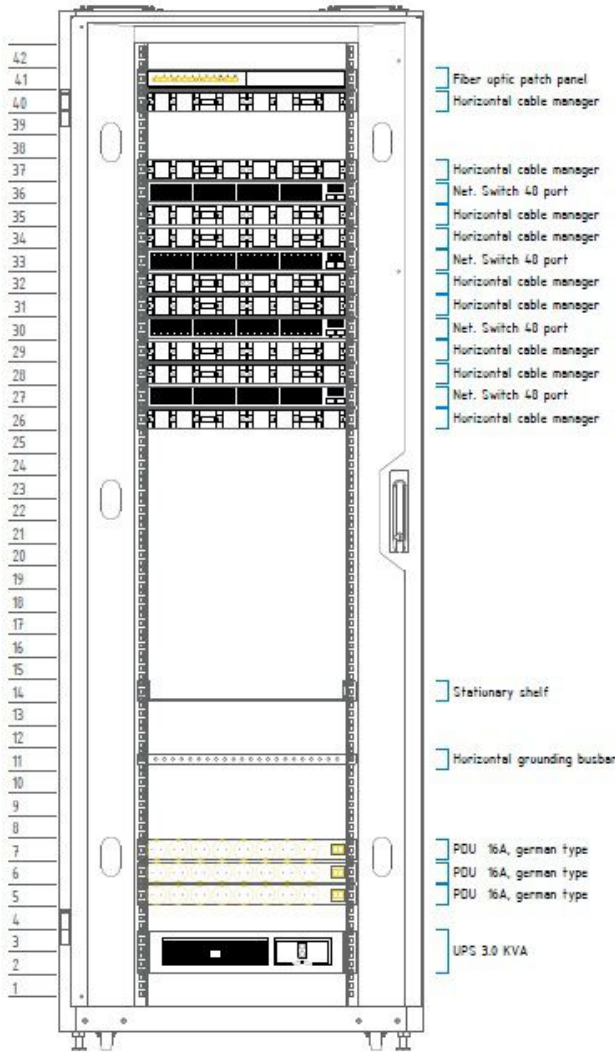 42
41 Fiber optic patch panel
40 Horizontal cable manager
39
38
37 Horizontal cable manager
36 Net. Switch 48 port
35 Horizontal cable manager
34 Horizontal cable manager
33 Net. Switch 48 port
32 Horizontal cable manager
31 Horizontal cable manager
30 Net. Switch 48 port
29 Horizontal cable manager
28 Horizontal cable manager
27 Net. Switch 48 port
26 Horizontal cable manager
25
24
23
22
21
20
19
18
17
16
15
14 Stationary shelf
13
12
11 Horizontal grounding busbar
10
9
8
7 PDU 16A, german type
6 PDU 16A, german type
5 PDU 16A, german type
4
3
UPS 3.0 KVA
2
1